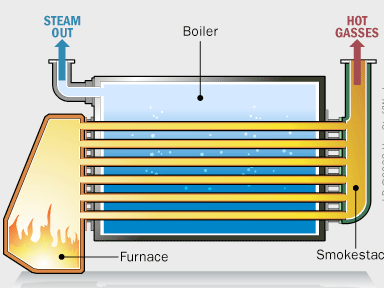 STEAM
OUT
Boiler
HOT
GASSES
Furnace
Smokestac